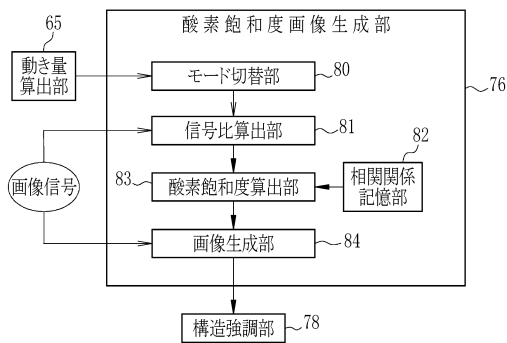 酸素飽和度画像生成部
65
動き量
算出部
モード切替部
80
76
信号比算出部
81
82
相関関係
記憶部
画像信号
83
酸素飽和度算出部
画像生成部
84
構造強調部
78